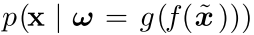 p(𝐱 | 𝝎 = g(f(𝒙̃)))